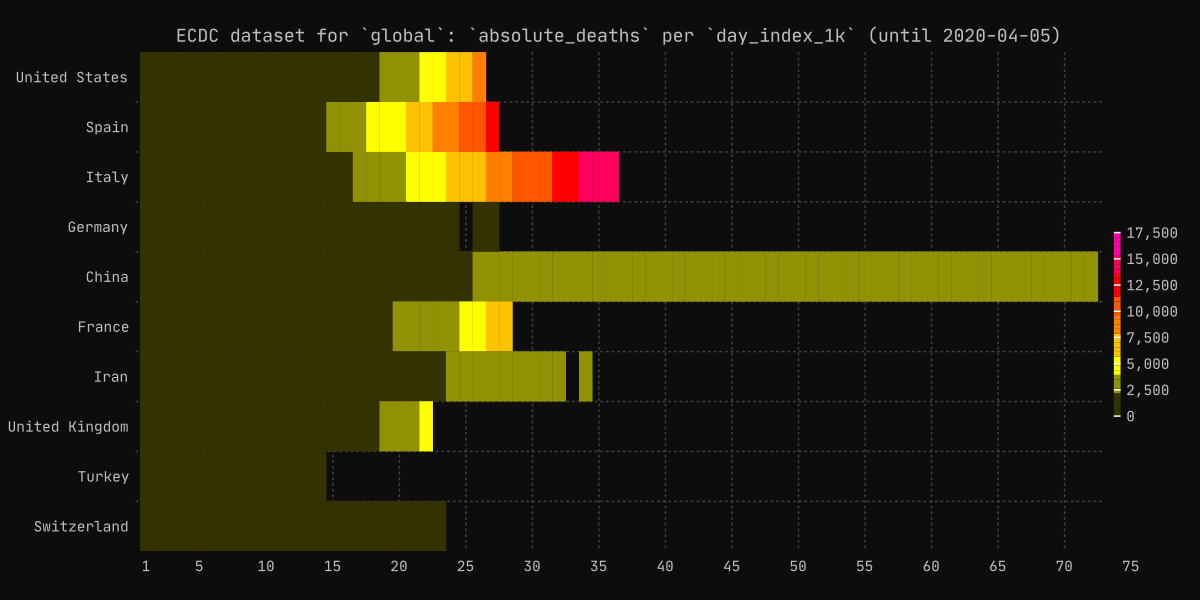 ECDC dataset for `global`: `absolute_deaths` per `day_index_1k` (until 2020-04-05)
United States
Spain
Italy
Germany
China
France
Iran
United Kingdom
Turkey
Switzerland
1 5 10 15 20 25 30 35 40 45 50 55 60 65 70 75
17,500
15,000
12,500
10,000
7,500
5,000
2,500
0